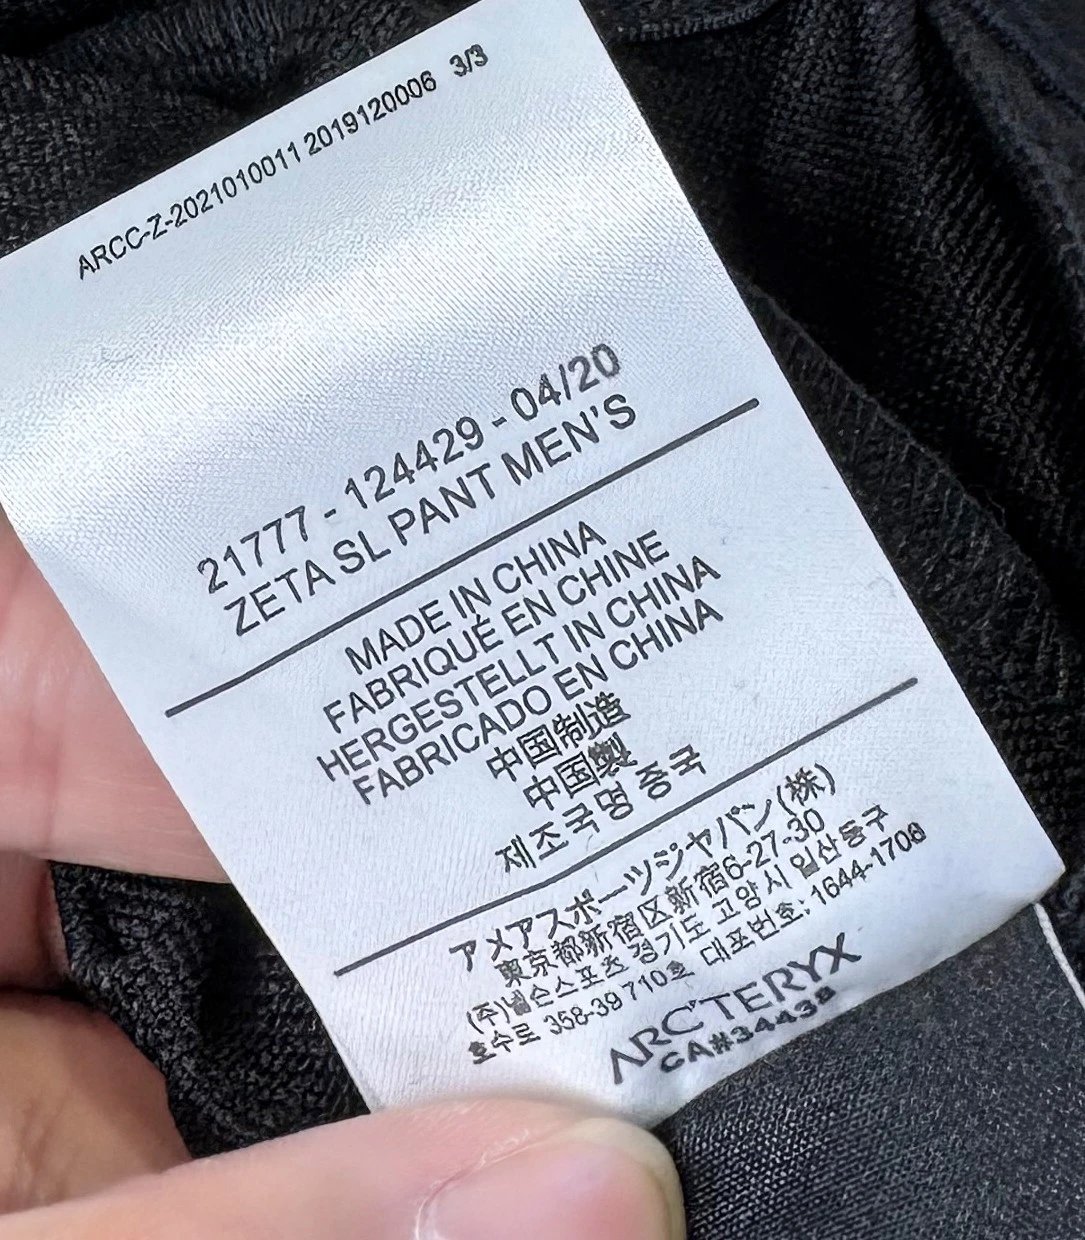 ARCC-Z-2021010011 2019120006 3/3
21777 - 124429 - 04/20
ZETA SL PANT MEN'S
MADE IN CHINA
FABRIQUÉ EN CHINE
HERGESTELLT IN CHINA
FABRICADO EN CHINA
中国制造
中国製
제조국명 중국
アメアスポーツジャパン(株)
東京都新宿区新宿6-27-30
(주)넬슨스포츠 경기도 고양시 일산동구
호수로 358-39 710호 대표번호: 1644-1708
ARC'TERYX
CA#34438